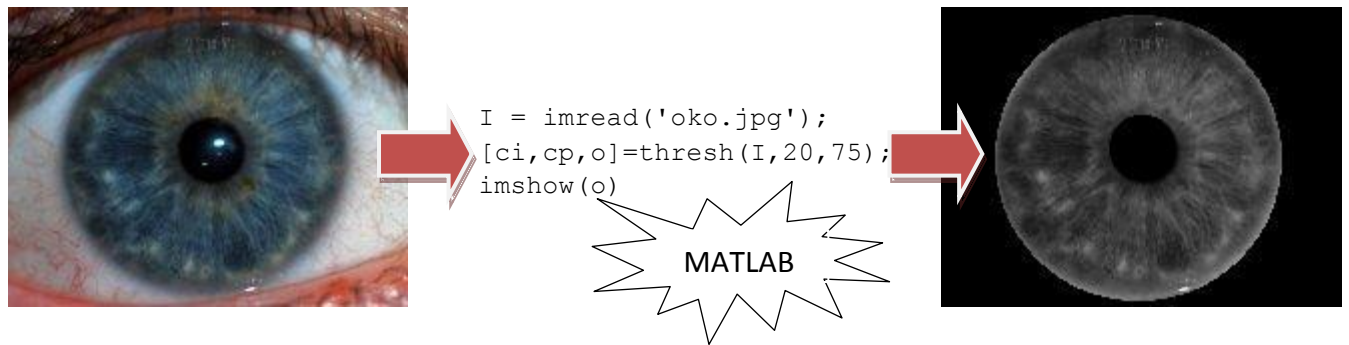 I = imread('oko.jpg');
[ci,cp,o]=thresh(I,20,75);
imshow(o)
MATLAB